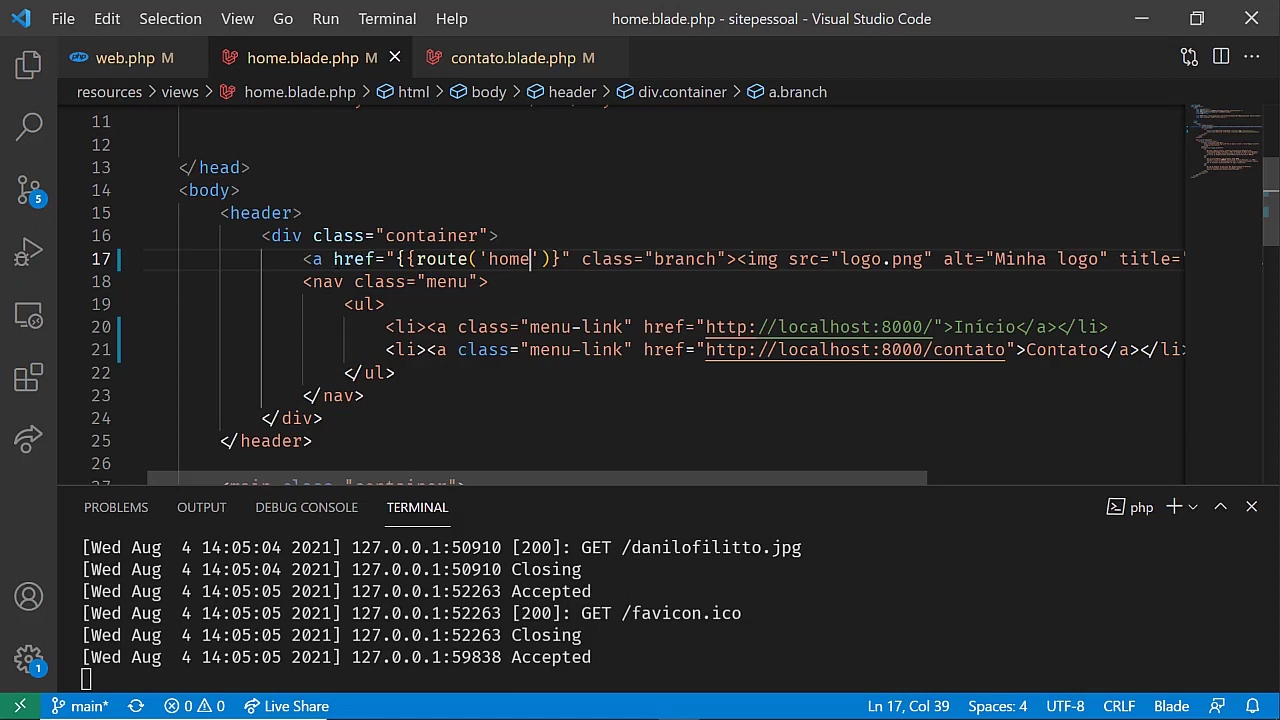 File Edit Selection View Go Run Terminal Help home.blade.php - sitepessoal - Visual Studio Code
web.php M home.blade.php M contato.blade.php M
resources > views > home.blade.php > html > body > header > div.container > a.branch
11
12
13 </head>
14 <body>
15 <header>
16 <div class="container">
17 <a href="{{route('home')}" class="branch"><img src="logo.png" alt="Minha logo" title="
18 <nav class="menu">
19 <ul>
20 <li><a class="menu-link" href="http://localhost:8000/">Início</a></li>
21 <li><a class="menu-link" href="http://localhost:8000/contato">Contato</a></li>
22 </ul>
23 </nav>
24 </div>
25 </header>
26
27 <main class="container">
5
PROBLEMS OUTPUT DEBUG CONSOLE TERMINAL php
[Wed Aug 4 14:05:04 2021] 127.0.0.1:50910 [200]: GET /danilofilitto.jpg
[Wed Aug 4 14:05:04 2021] 127.0.0.1:50910 Closing
[Wed Aug 4 14:05:05 2021] 127.0.0.1:52263 Accepted
[Wed Aug 4 14:05:05 2021] 127.0.0.1:52263 [200]: GET /favicon.ico
[Wed Aug 4 14:05:05 2021] 127.0.0.1:52263 Closing
[Wed Aug 4 14:05:05 2021] 127.0.0.1:59838 Accepted
1
main* 0 0 Live Share Ln 17, Col 39 Spaces: 4 UTF-8 CRLF Blade